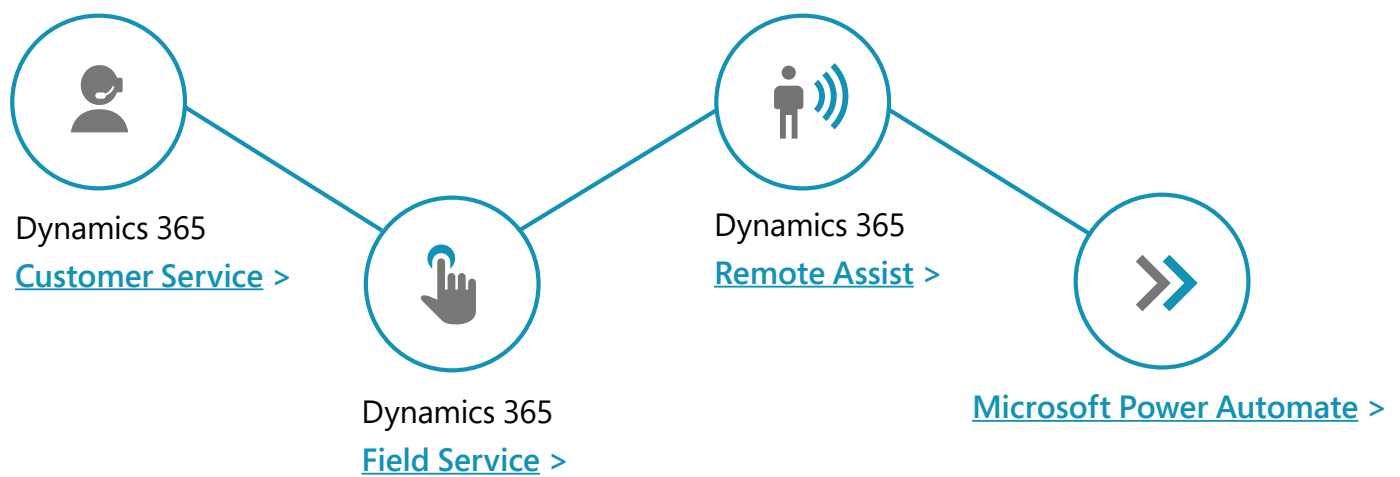 Dynamics 365
Customer Service >
Dynamics 365
Field Service >
Dynamics 365
Remote Assist >
Microsoft Power Automate >